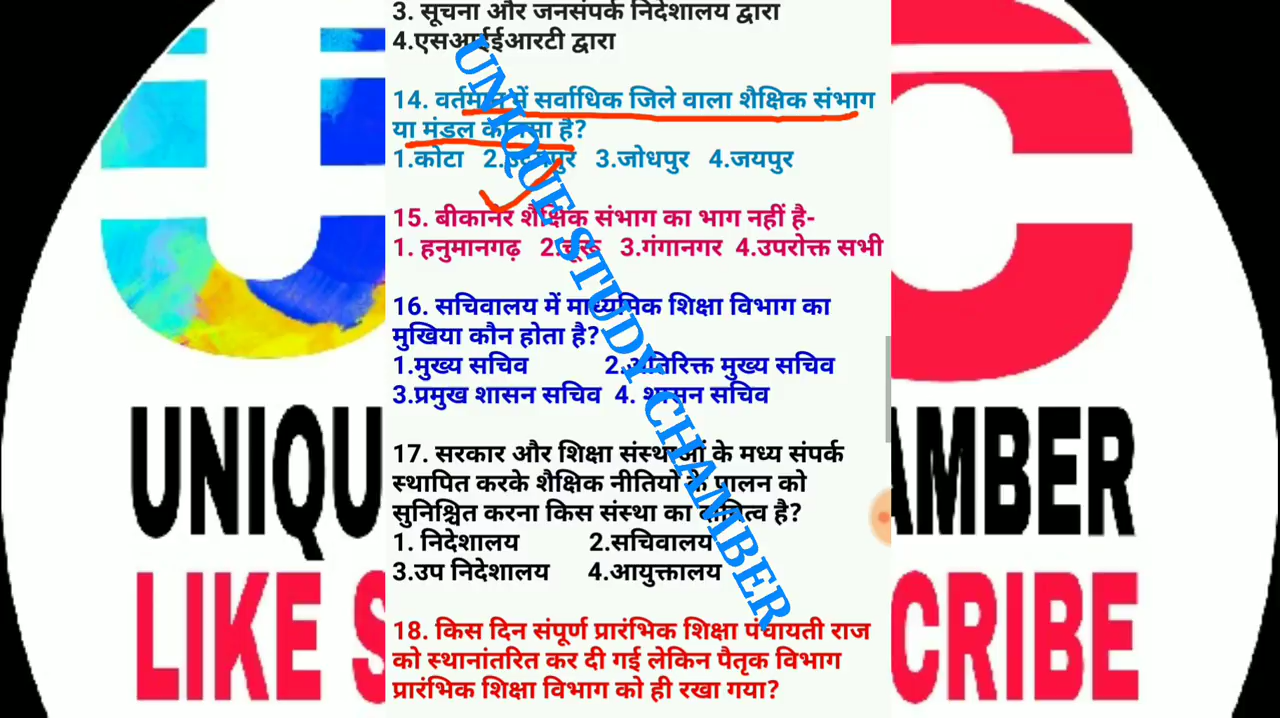 3. सूचना और जनसंपर्क निदेशालय द्वारा
4.एसआईईआरटी द्वारा
14. वर्तमान में सर्वाधिक जिले वाला शैक्षिक संभाग
या मंडल कौनसा है?
1.कोटा 2.उदयपुर 3.जोधपुर 4.जयपुर
15. बीकानेर शैक्षिक संभाग का भाग नहीं है-
1. हनुमानगढ़ 2.चूरू 3.गंगानगर 4.उपरोक्त सभी
16. सचिवालय में माध्यमिक शिक्षा विभाग का
मुखिया कौन होता है?
1.मुख्य सचिव 2.अतिरिक्त मुख्य सचिव
3.प्रमुख शासन सचिव 4. शासन सचिव
17. सरकार और शिक्षा संस्थाओं के मध्य संपर्क
स्थापित करके शैक्षिक नीतियों के पालन को
सुनिश्चित करना किस संस्था का दायित्व है?
1. निदेशालय 2.सचिवालय
3.उप निदेशालय 4.आयुक्तालय
18. किस दिन संपूर्ण प्रारंभिक शिक्षा पंचायती राज
को स्थानांतरित कर दी गई लेकिन पैतृक विभाग
प्रारंभिक शिक्षा विभाग को ही रखा गया?
UNIQUE STUDY CHAMBER
U
C
UNIQU
AMBER
LIKE S
CRIBE